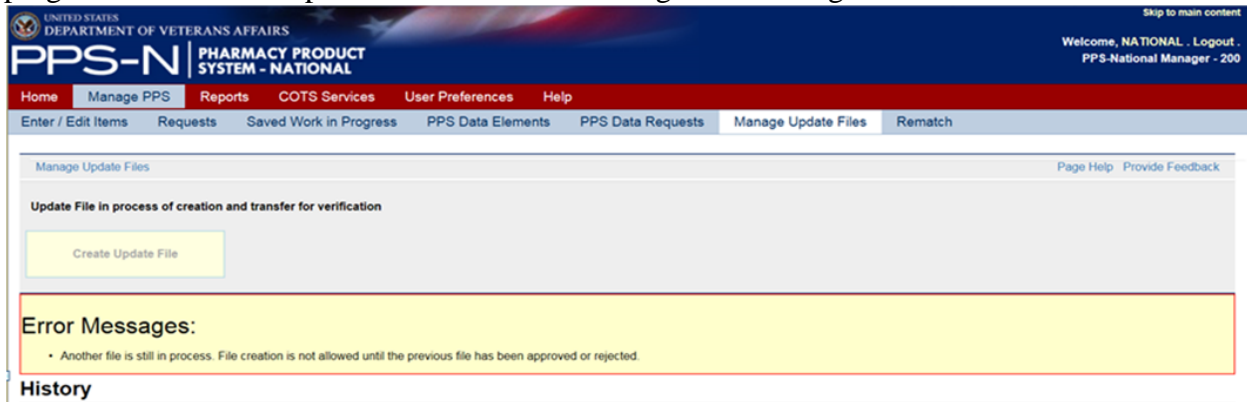 UNITED STATES
DEPARTMENT OF VETERANS AFFAIRS
PPS-N PHARMACY PRODUCT
SYSTEM - NATIONAL
Skip to main content
Welcome, NATIONAL . Logout .
PPS-National Manager - 200
Home Manage PPS Reports COTS Services User Preferences Help
Enter / Edit Items Requests Saved Work in Progress PPS Data Elements PPS Data Requests Manage Update Files Rematch
Manage Update Files Page Help Provide Feedback
Update File in process of creation and transfer for verification
Create Update File
Error Messages:
• Another file is still in process. File creation is not allowed until the previous file has been approved or rejected.
History